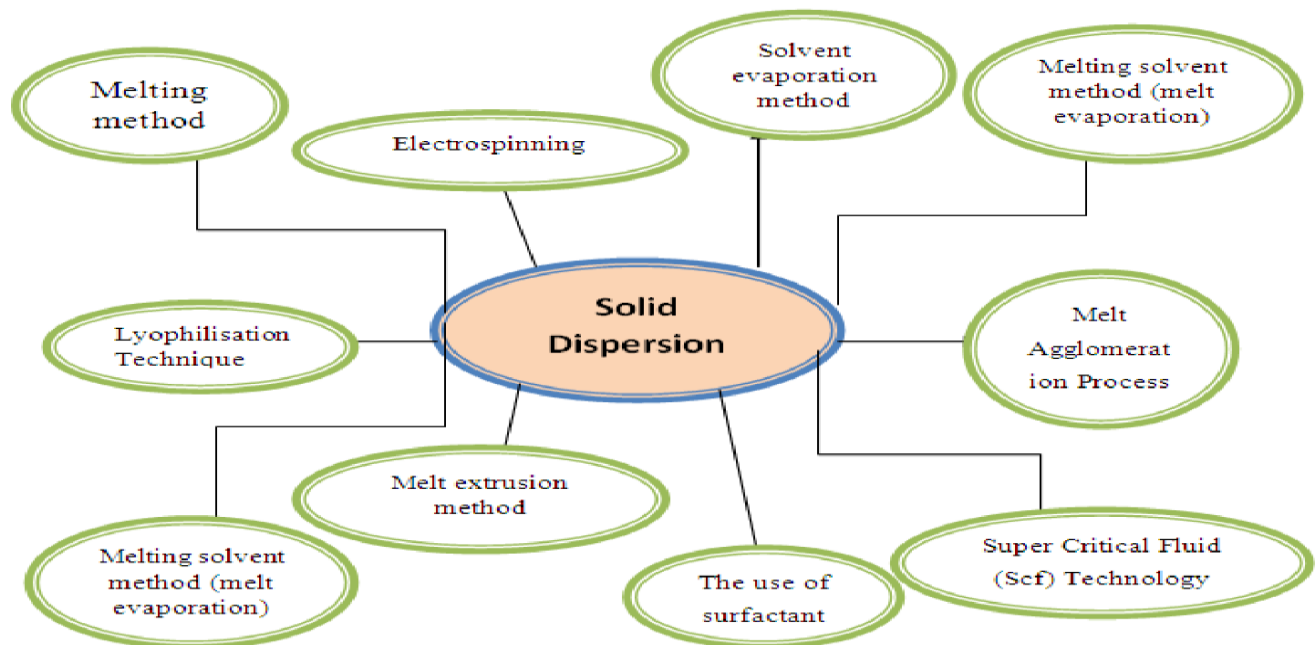 Melting
method
Electrospinning
Solvent
evaporation
method
Melting solvent
method (melt
evaporation)
Lyophilisation
Technique
Solid
Dispersion
Melt
Agglomerat
ion Process
Melting solvent
method (melt
evaporation)
Melt extrusion
method
The use of
surfactant
Super Critical Fluid
(Scf) Technology